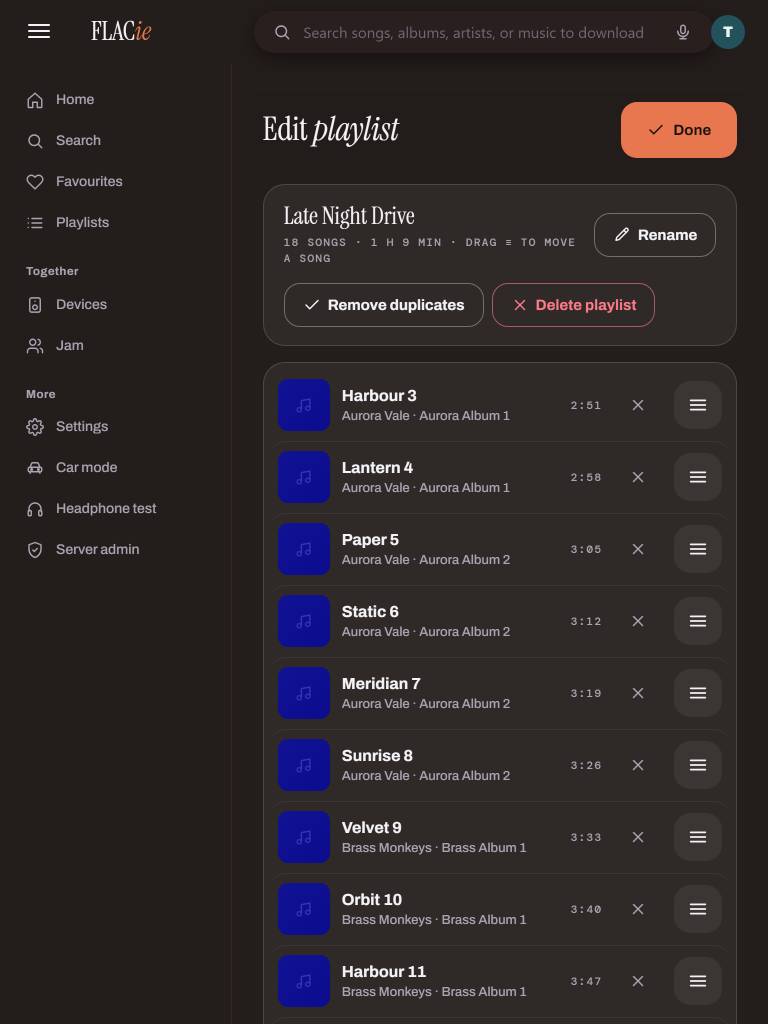 FLACie
Search songs, albums, artists, or music to download
T
Home
Search
Favourites
Playlists
Together
Devices
Jam
More
Settings
Car mode
Headphone test
Server admin
Edit playlist
Done
Late Night Drive
18 SONGS · 1 H 9 MIN · DRAG ≡ TO MOVE
A SONG
Rename
Remove duplicates
Delete playlist
Harbour 3
Aurora Vale · Aurora Album 1
2:51
Lantern 4
Aurora Vale · Aurora Album 1
2:58
Paper 5
Aurora Vale · Aurora Album 2
3:05
Static 6
Aurora Vale · Aurora Album 2
3:12
Meridian 7
Aurora Vale · Aurora Album 2
3:19
Sunrise 8
Aurora Vale · Aurora Album 2
3:26
Velvet 9
Brass Monkeys · Brass Album 1
3:33
Orbit 10
Brass Monkeys · Brass Album 1
3:40
Harbour 11
Brass Monkeys · Brass Album 1
3:47